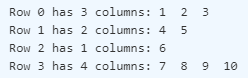 Row 0 has 3 columns: 1  2  3
Row 1 has 2 columns: 4  5
Row 2 has 1 columns: 6
Row 3 has 4 columns: 7  8  9  10